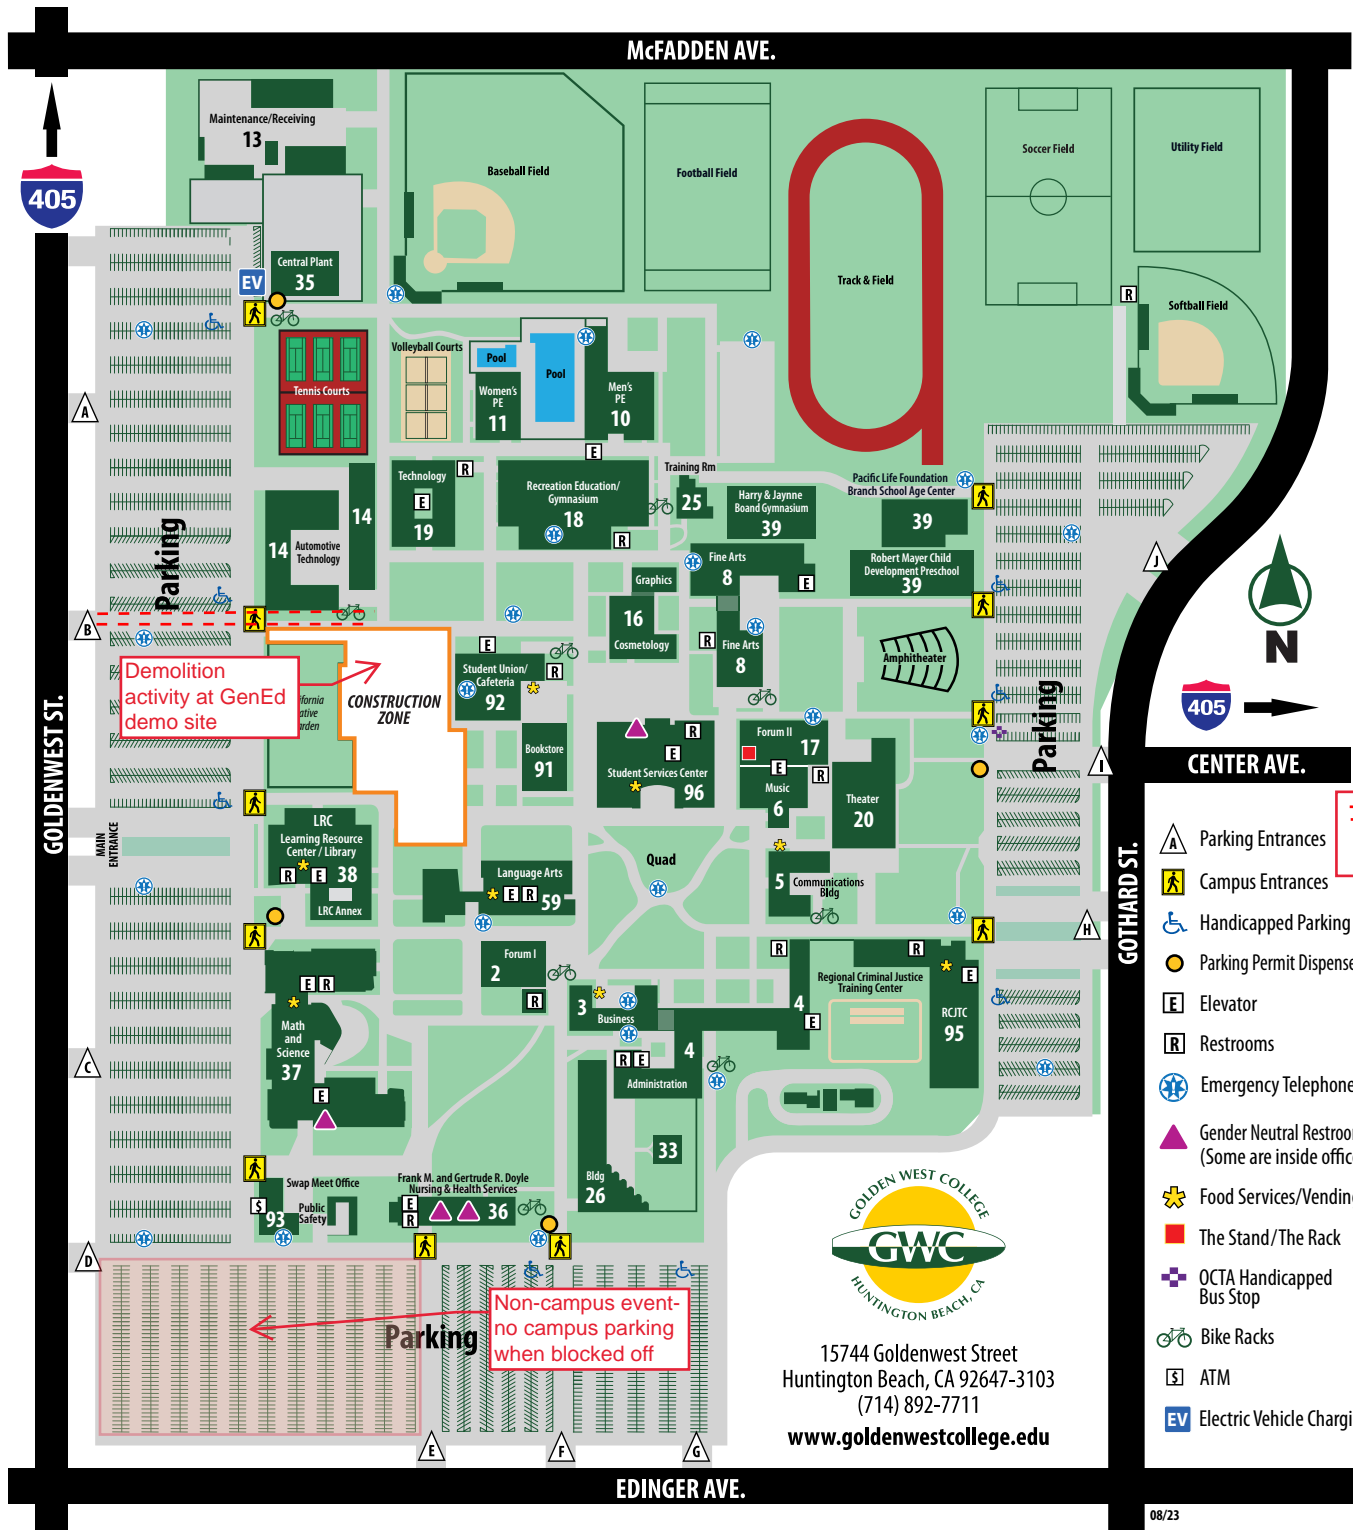 McFADDEN AVE.
405
Maintenance/Receiving
13
Baseball Field
Football Field
Soccer Field
Utility Field
Central Plant
35
EV
Track & Field
R
Softball Field
Volleyball Courts
Pool
Pool
Women's
PE
11
Men's
PE
10
Tennis Courts
A
E
Technology
E
19
R
Recreation Education/
Gymnasium
18
R
Training Rm
25
Harry & Jaynne
Board Gymnasium
39
Pacific Life Foundation
Branch School Age Center
39
14
14
Automotive
Technology
Parking
Fine Arts
8
E
Robert Mayer Child
Development Preschool
39
J
Graphics
16
Cosmetology
R
Fine Arts
8
Amphitheater
N
B
Demolition
activity at GenEd
demo site
CONSTRUCTION
ZONE
E
Student Union/
Cafeteria
92
R
405
Parking
GOLDENWEST ST.
Bookstore
91
R
E
Student Services Center
96
Forum II
17
E
R
Music
6
Theater
20
I
CENTER AVE.
MAIN
ENTRANCE
LRC
Learning Resource
Center / Library
R
E
38
LRC Annex
Language Arts
E
R
59
Quad
5
Communications
Bldg
H
GOTHARD ST.
A
Parking Entrances
Campus Entrances
Handicapped Parking
E
Elevator
R
Restrooms
Food Services/Vending
The Stand/The Rack
OCTA Handicapped
Bus Stop
Bike Racks
$
ATM
EV
Forum I
2
R
E
R
Math
and
Science
37
E
C
3
Business
4
R
E
Administration
R
R
4
E
Regional Criminal Justice
Training Center
E
RCJTC
95
33
Bldg
26
Swap Meet Office
$
93
Public
Safety
Frank M. and Gertrude R. Doyle
Nursing & Health Services
E
R
36
D
Non-campus event-
no campus parking
when blocked off
Parking
E
F
G
GOLDEN WEST COLLEGE
GWC
HUNTINGTON BEACH, CA
15744 Goldenwest Street
Huntington Beach, CA 92647-3103
(714) 892-7711
www.goldenwestcollege.edu
EDINGER AVE.
08/23